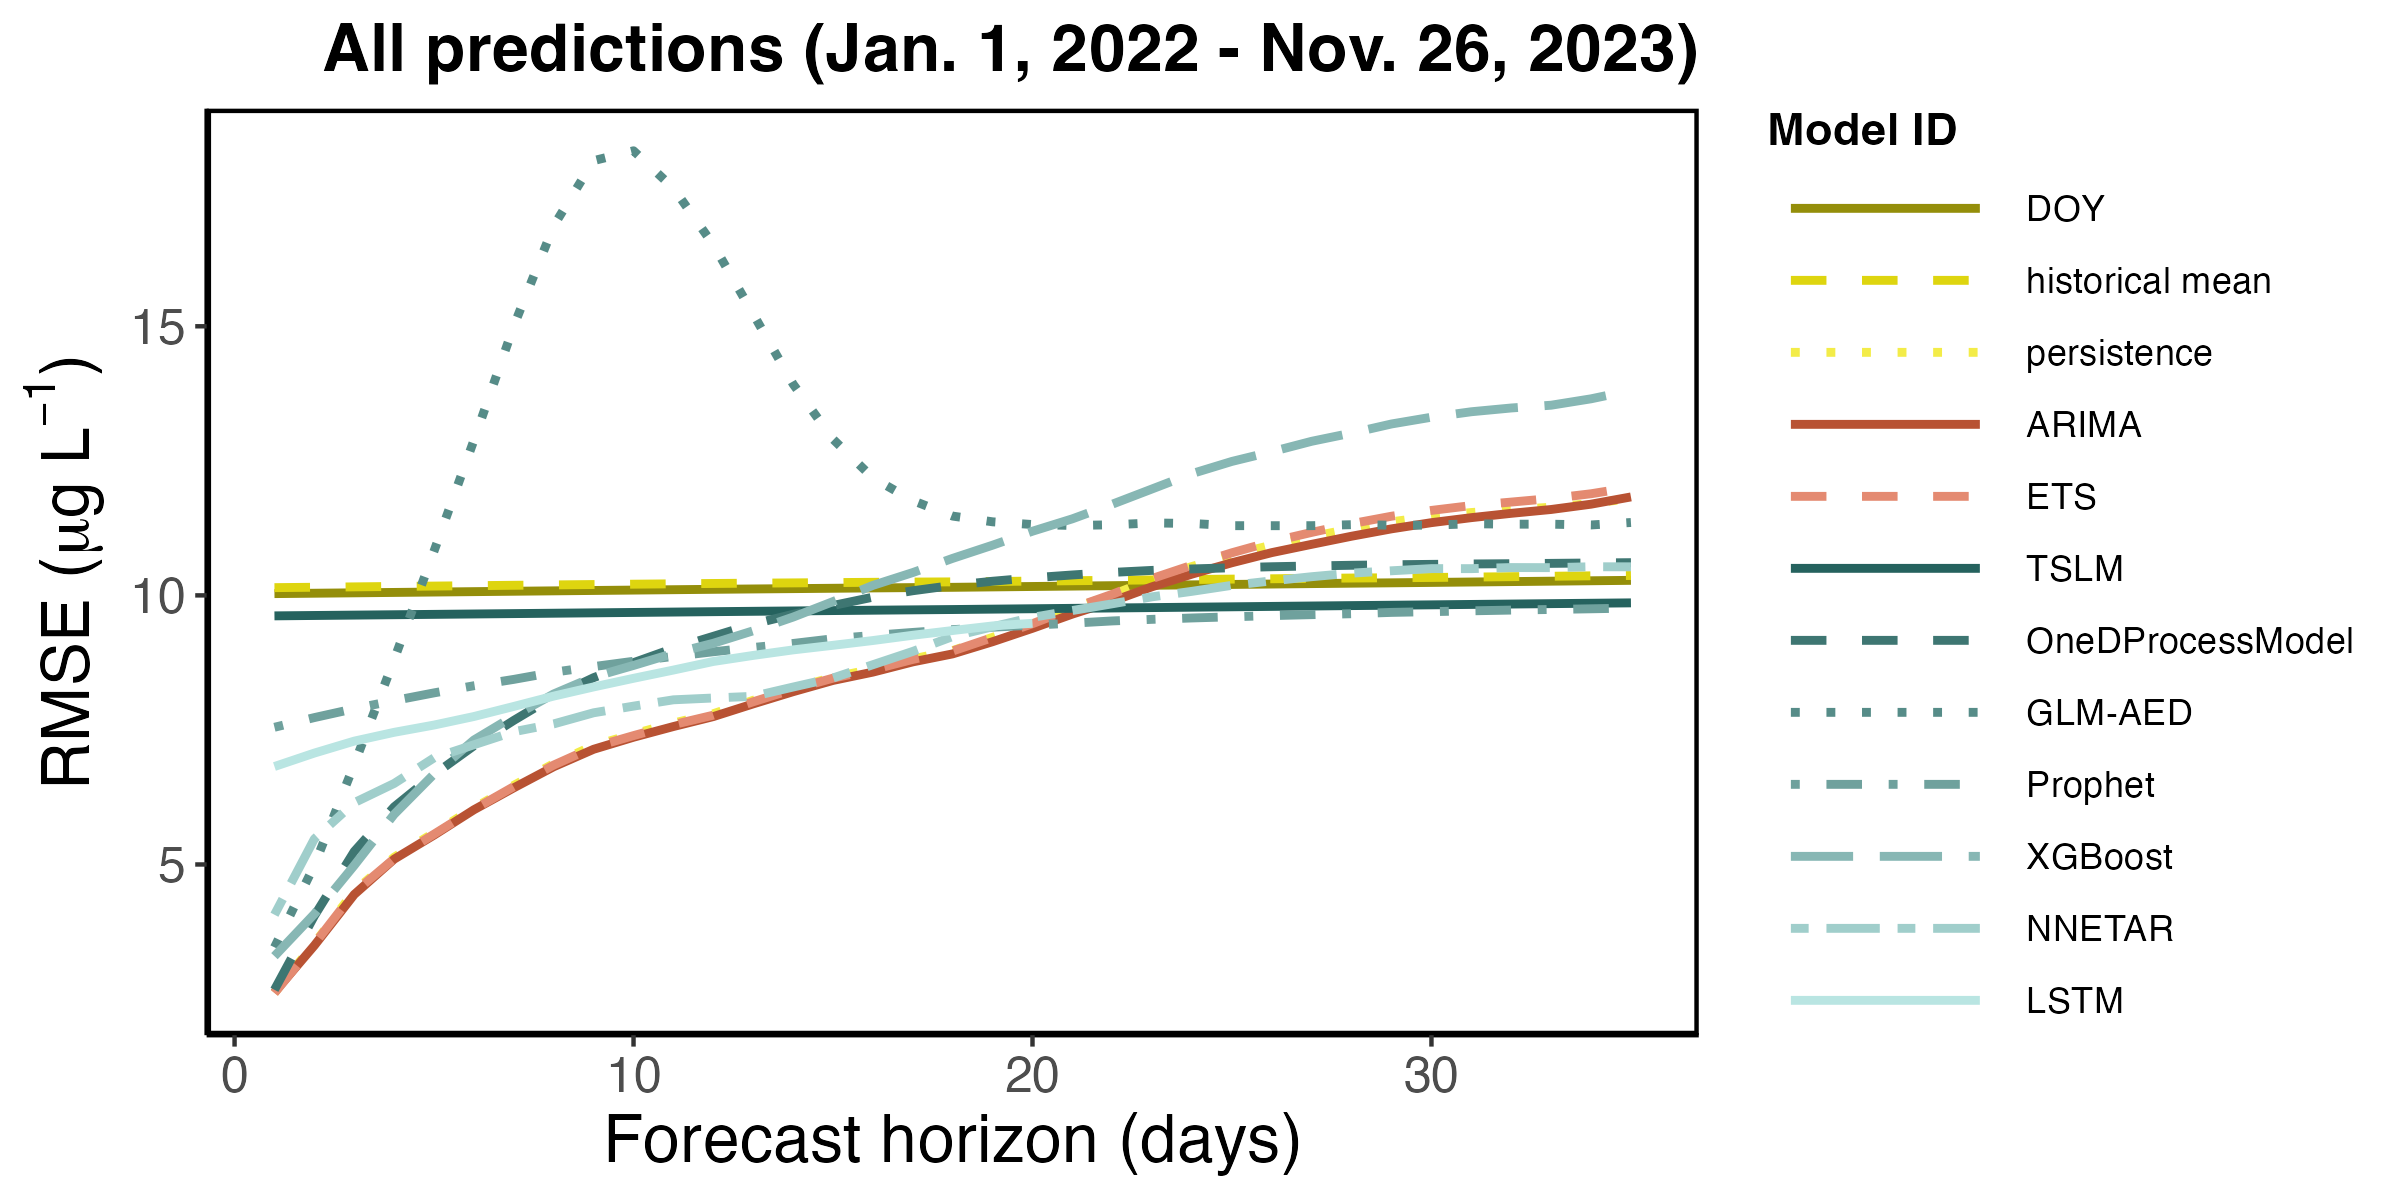 All predictions (Jan. 1, 2022 - Nov. 26, 2023)
RMSE (μg L⁻¹)
15
10
5
0 10 20 30
Forecast horizon (days)
Model ID
DOY
historical mean
persistence
ARIMA
ETS
TSLM
OneDProcessModel
GLM-AED
Prophet
XGBoost
NNETAR
LSTM